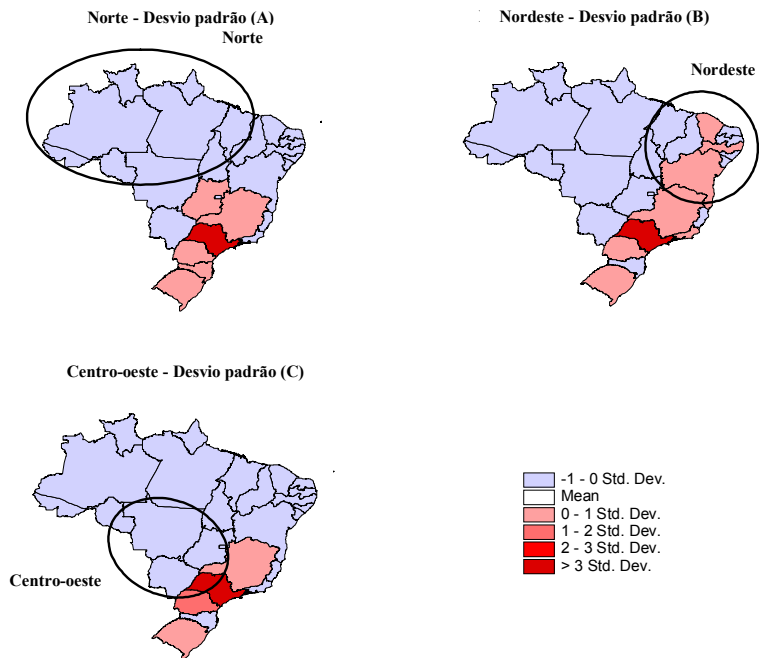 Norte - Desvio padrão (A)
Norte
Nordeste - Desvio padrão (B)
Nordeste
Centro-oeste - Desvio padrão (C)
Centro-oeste
-1 - 0 Std. Dev.
Mean
0 - 1 Std. Dev.
1 - 2 Std. Dev.
2 - 3 Std. Dev.
> 3 Std. Dev.